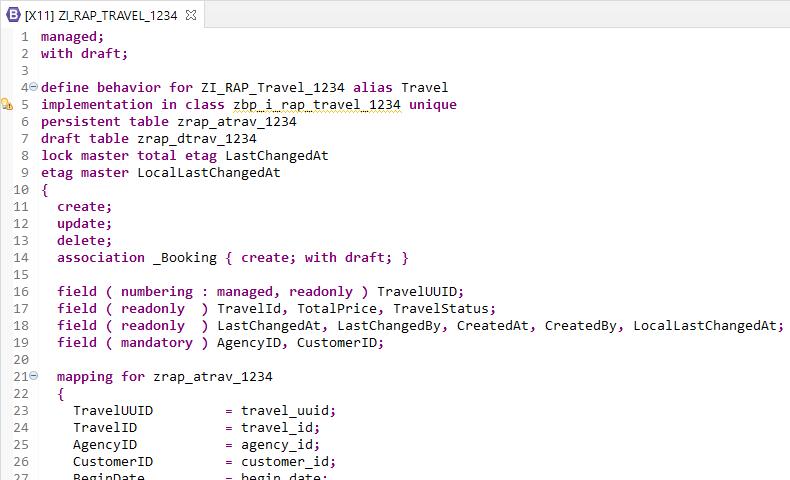 [X11] ZI_RAP_TRAVEL_1234
1 managed;
2 with draft;
3
4 define behavior for ZI_RAP_Travel_1234 alias Travel
5 implementation in class zbp_i_rap_travel_1234 unique
6 persistent table zrap_atrav_1234
7 draft table zrap_dtrav_1234
8 lock master total etag LastChangedAt
9 etag master LocalLastChangedAt
10 {
11   create;
12   update;
13   delete;
14   association _Booking { create; with draft; }
15
16   field ( numbering : managed, readonly ) TravelUUID;
17   field ( readonly  ) TravelId, TotalPrice, TravelStatus;
18   field ( readonly  ) LastChangedAt, LastChangedBy, CreatedAt, CreatedBy, LocalLastChangedAt;
19   field ( mandatory ) AgencyID, CustomerID;
20
21   mapping for zrap_atrav_1234
22   {
23     TravelUUID         = travel_uuid;
24     TravelID           = travel_id;
25     AgencyID           = agency_id;
26     CustomerID         = customer_id;
27     BeginDate          = begin_date;